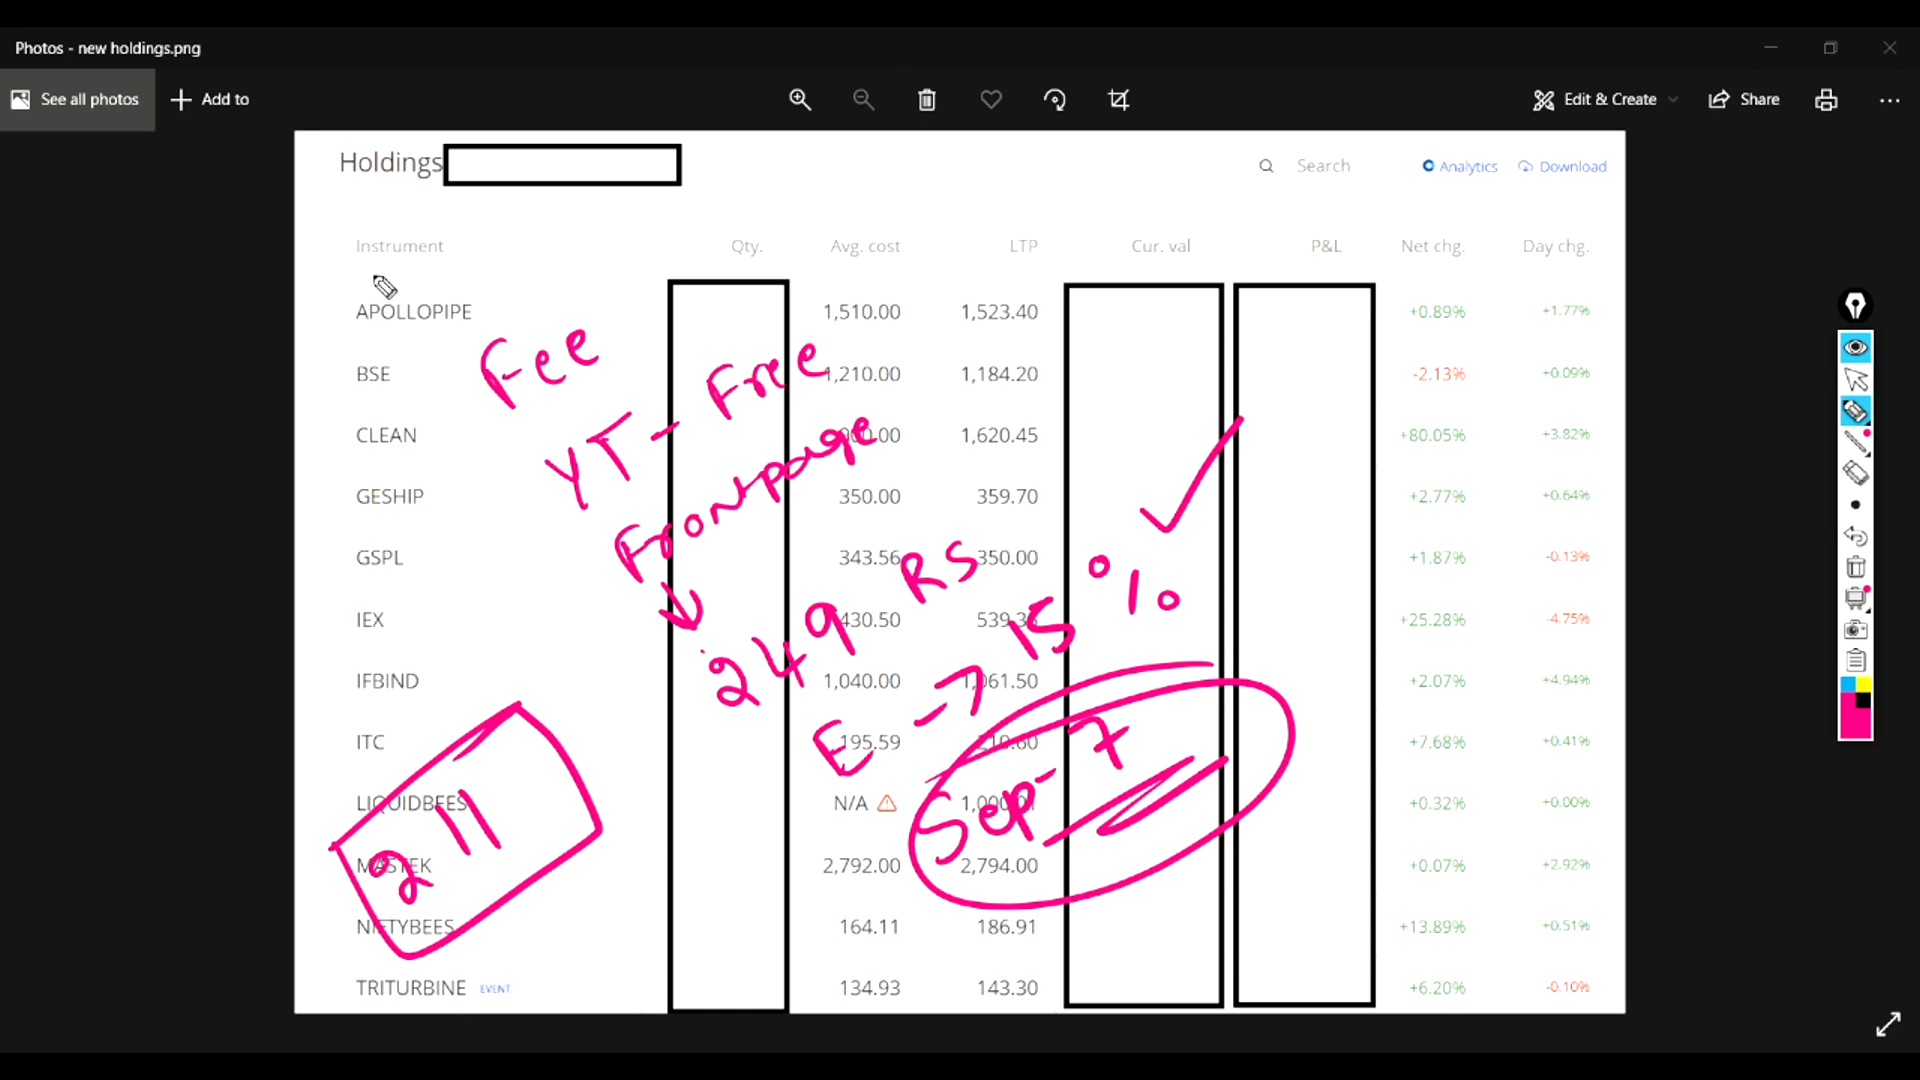 Photos - new holdings.png
See all photos Add to Edit & Create Share
Holdings Search Analytics Download
Instrument Qty. Avg. cost LTP Cur. val P&L Net chg. Day chg.
APOLLOPIPE 1,510.00 1,523.40 +0.89% +1.77%
BSE 1,210.00 1,184.20 -2.13% +0.09%
CLEAN 1,620.45 +80.05% +3.82%
GESHIP 350.00 359.70 +2.77% +0.64%
GSPL 343.56 350.00 +1.87% -0.13%
IEX 430.50 +25.28% -4.75%
IFBIND 1,040.00 1,061.50 +2.07% +4.94%
ITC 195.59 +7.68% +0.41%
LIQUIDBEES N/A +0.32% +0.00%
MASTEK 2,792.00 2,794.00 +0.07% +2.92%
NIFTYBEES 164.11 186.91 +13.89% +0.51%
TRITURBINE EVENT 134.93 143.30 +6.20% -0.10%
Fee
YT - Free
Frontpage
249 RS
E -> 15 %
Sep - 7
2 11